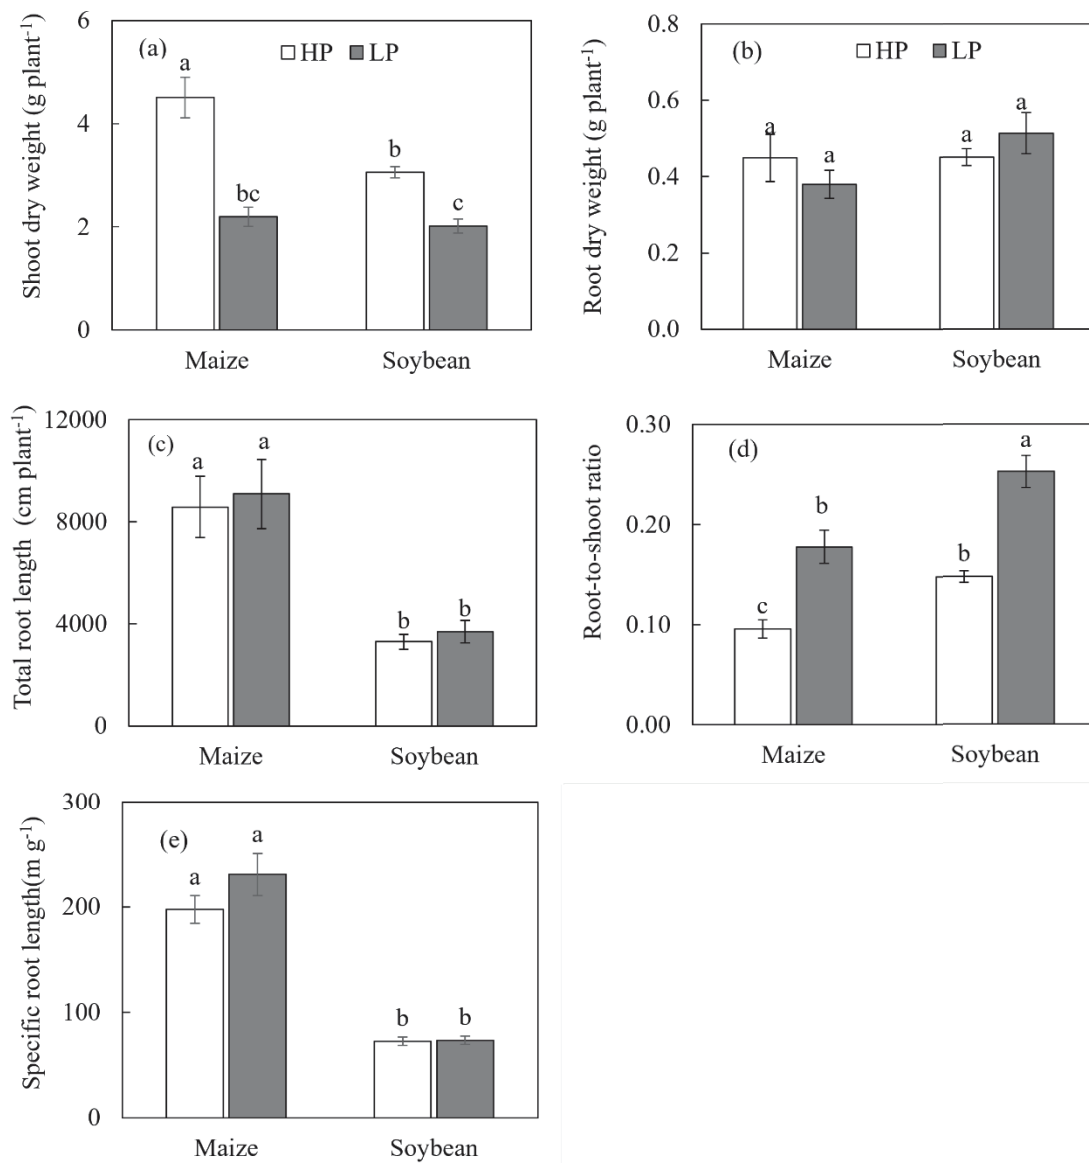 Shoot dry weight (g plant⁻¹)
6
4
2
0
(a)
HP
LP
a
bc
b
c
Maize
Soybean
Root dry weight (g plant⁻¹)
0.8
0.6
0.4
0.2
0.0
(b)
HP
LP
a
a
a
a
Maize
Soybean
Total root length (cm plant⁻¹)
12000
8000
4000
0
(c)
a
a
b
b
Maize
Soybean
Root-to-shoot ratio
0.30
0.20
0.10
0.00
(d)
c
b
b
a
Maize
Soybean
Specific root length(m g⁻¹)
300
200
100
0
(e)
a
a
b
b
Maize
Soybean